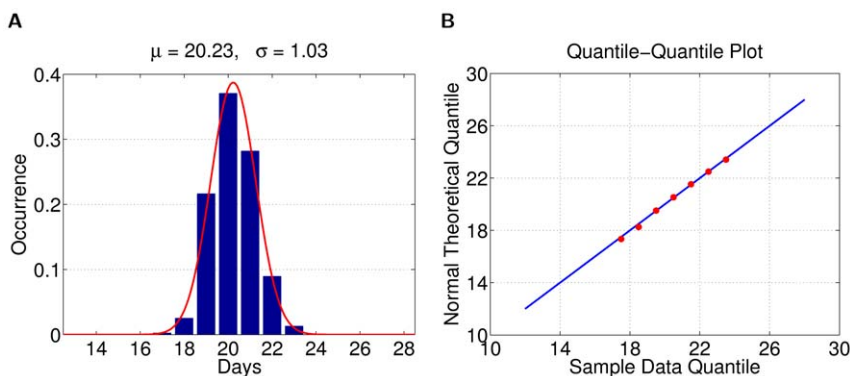 A
B
μ = 20.23, σ = 1.03
Quantile−Quantile Plot
0.4
0.3
0.2
0.1
0
Occurrence
14 16 18 20 22 24 26 28
Days
30
26
22
18
14
10
Normal Theoretical Quantile
10 14 18 22 26 30
Sample Data Quantile